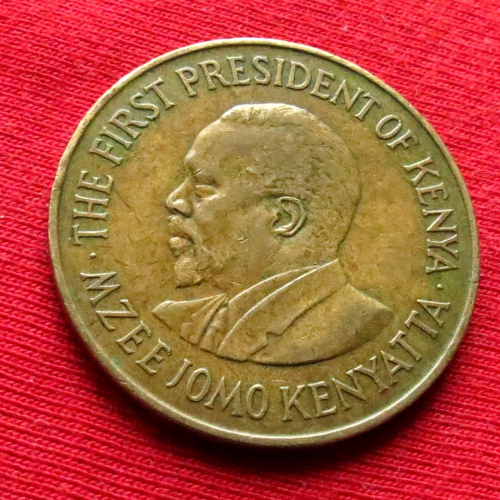 · THE FIRST PRESIDENT OF KENYA ·
MZEE JOMO KENYATTA